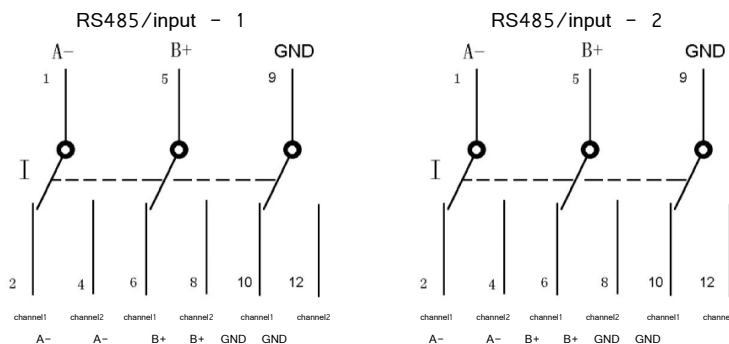 RS485/input - 1 RS485/input - 2
A- B+ GND A- B+ GND
1 5 9 1 5 9
I I
2 4 6 8 10 12 2 4 6 8 10 12
channel1 channel2 channel1 channel2 channel1 channel2 channel1 channel2 channel1 channel2 channel1
A- A- B+ B+ GND GND A- A- B+ B+ GND GND